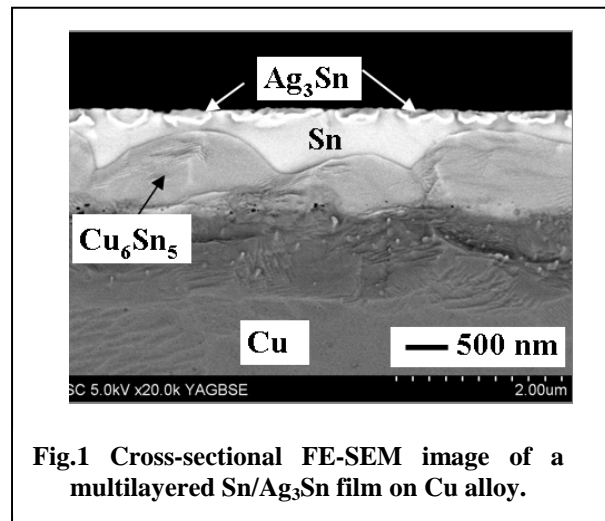 Ag₃Sn
Sn
Cu₆Sn₅
Cu
500 nm
SC 5.0kV x20.0k YAGBSE 2.00um
Fig.1 Cross-sectional FE-SEM image of a
multilayered Sn/Ag₃Sn film on Cu alloy.